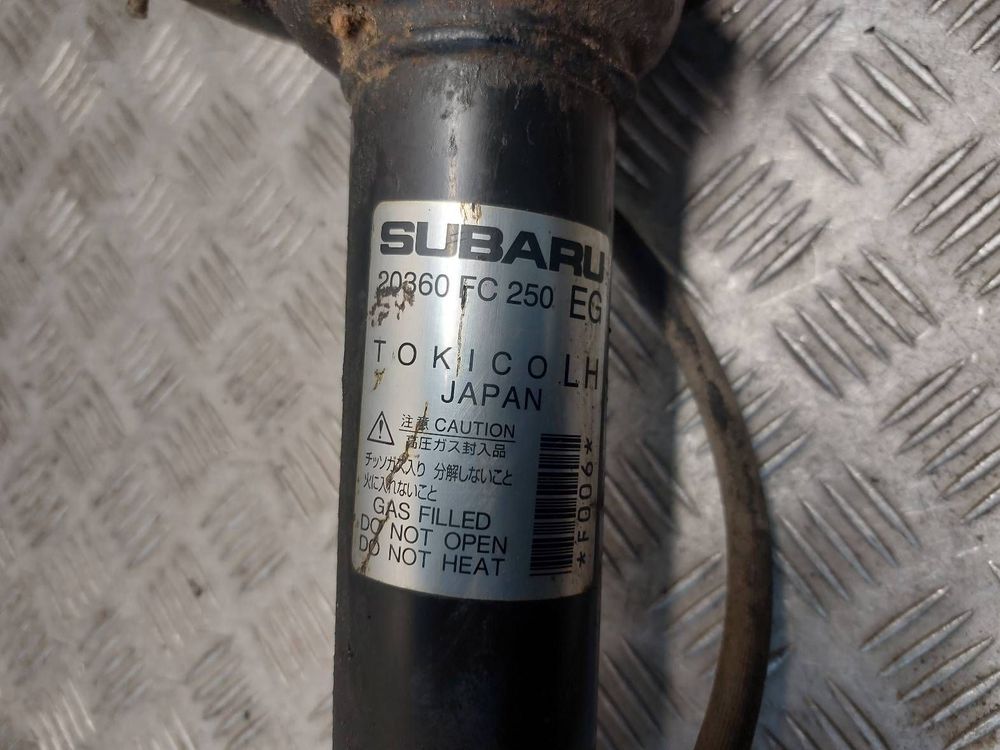 SUBARU
20360 FC 250 EG
TOKICO LH
JAPAN
注意 CAUTION
高圧ガス封入品
チッソガス入り 分解しないこと
火に入れないこと
GAS FILLED
DO NOT OPEN
DO NOT HEAT
*F006*